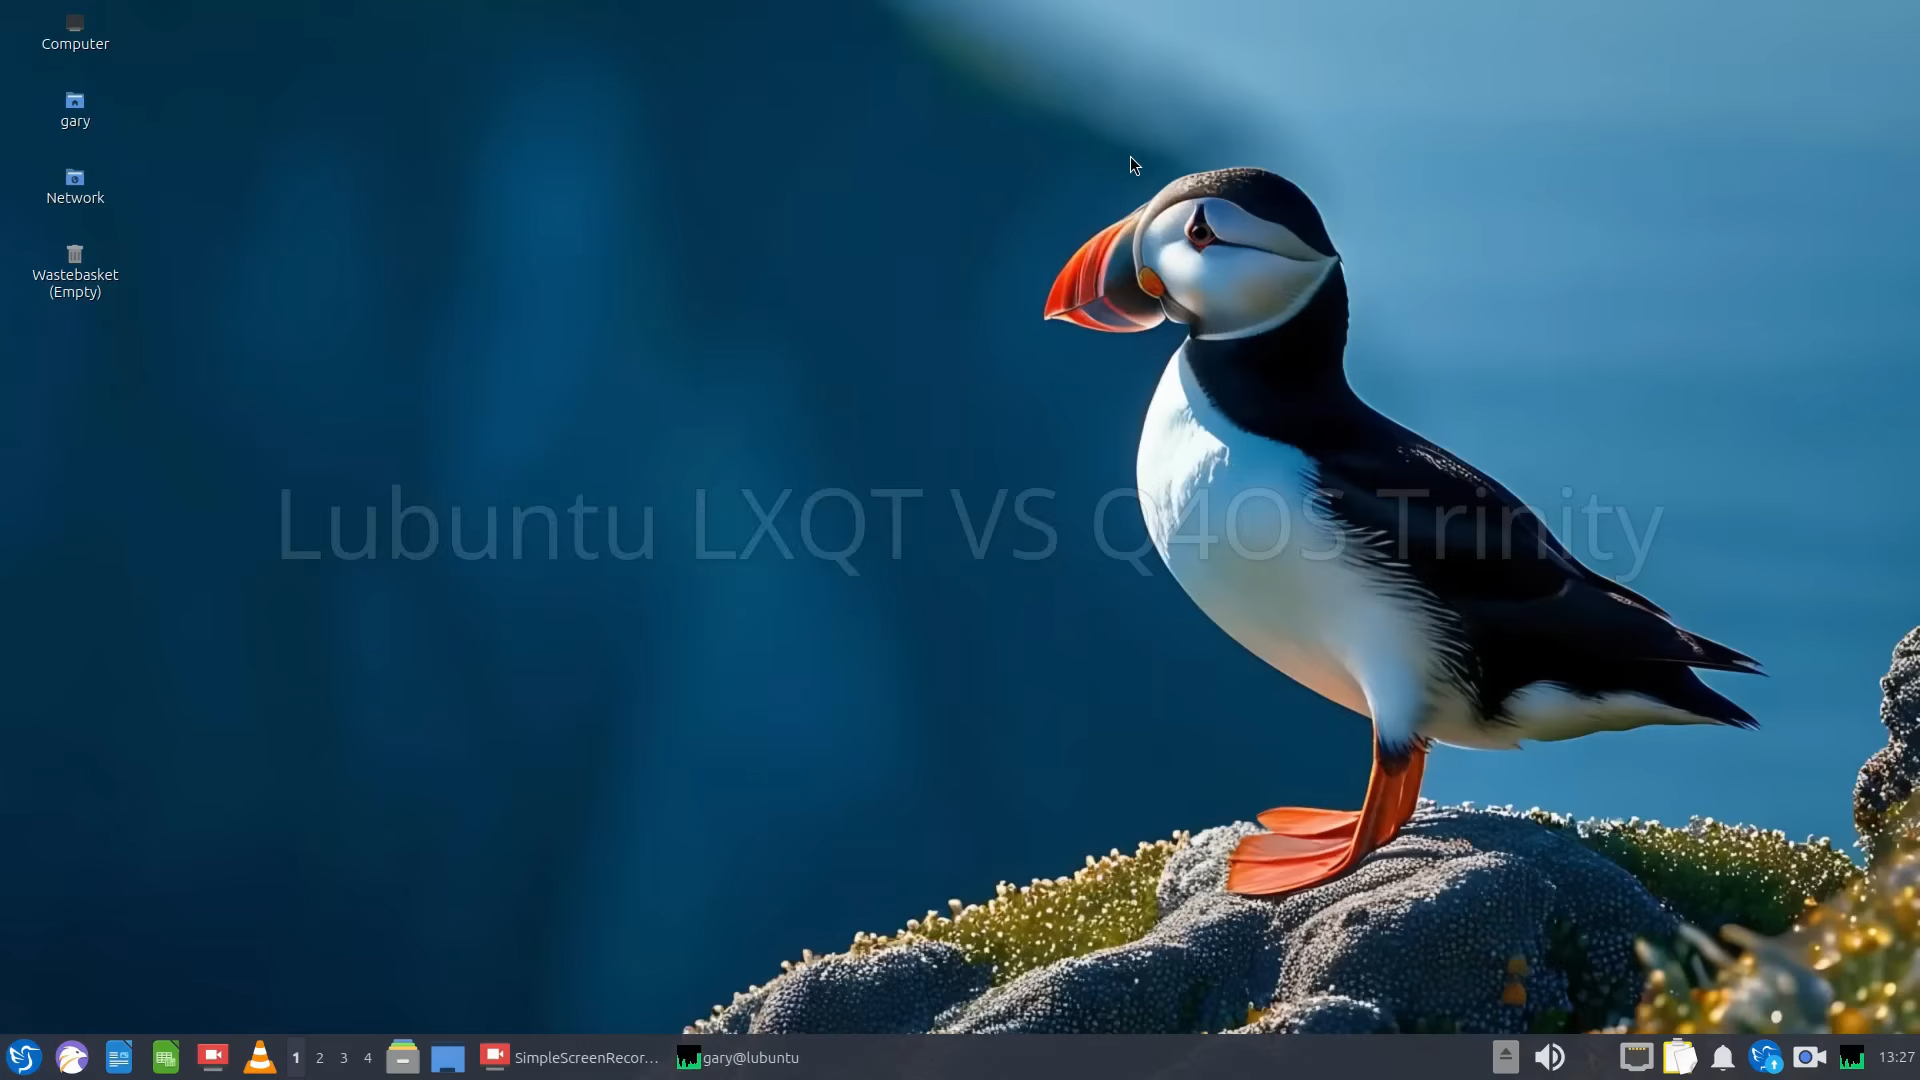 Computer
gary
Network
Wastebasket
(Empty)
Lubuntu LXQT VS Q4OS Trinity
1 2 3 4 SimpleScreenRecor... gary@lubuntu 13:27